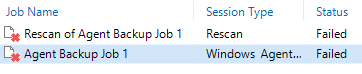 Job Name Session Type Status
Rescan of Agent Backup Job 1 Rescan Failed
Agent Backup Job 1 Windows Agent... Failed